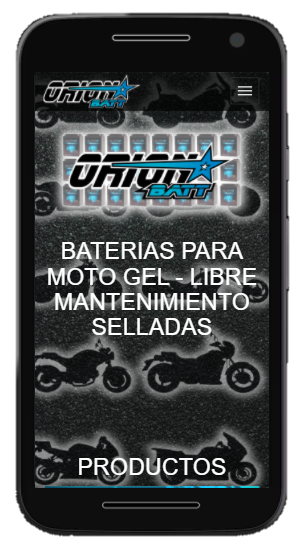 ORION
BATT
ORION
BATT
BATERIAS PARA
MOTO GEL - LIBRE
MANTENIMIENTO
SELLADAS
PRODUCTOS